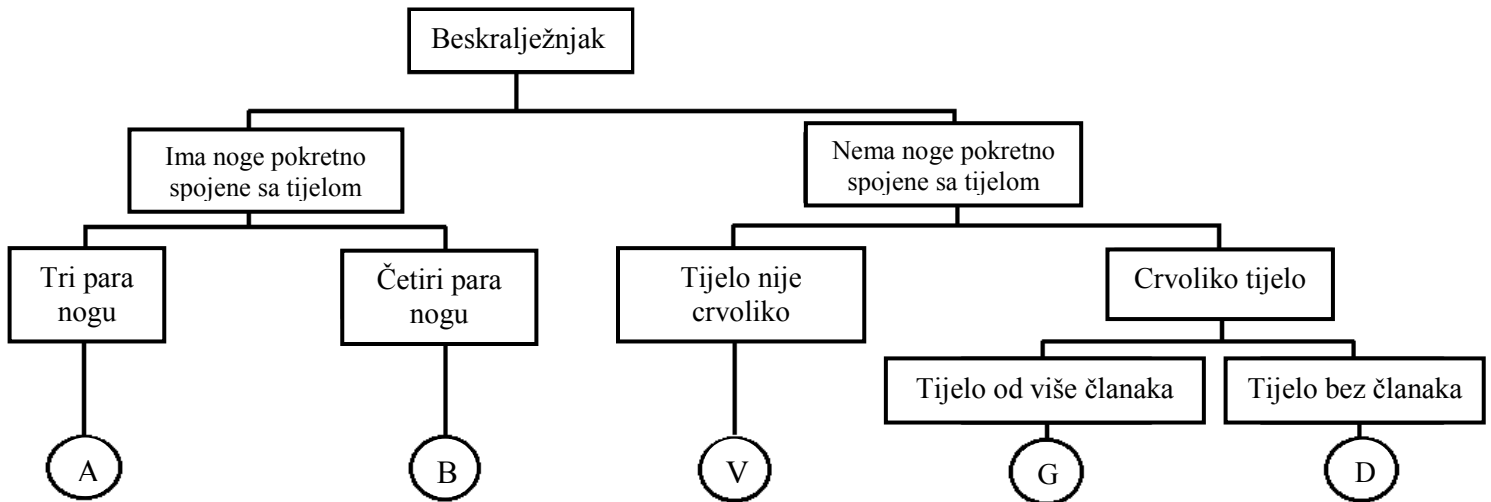 Beskralježnjak
Ima noge pokretno
spojene sa tijelom
Nema noge pokretno
spojene sa tijelom
Tri para
nogu
Četiri para
nogu
Tijelo nije
crvoliko
Crvoliko tijelo
Tijelo od više članaka
Tijelo bez članaka
A
B
V
G
D